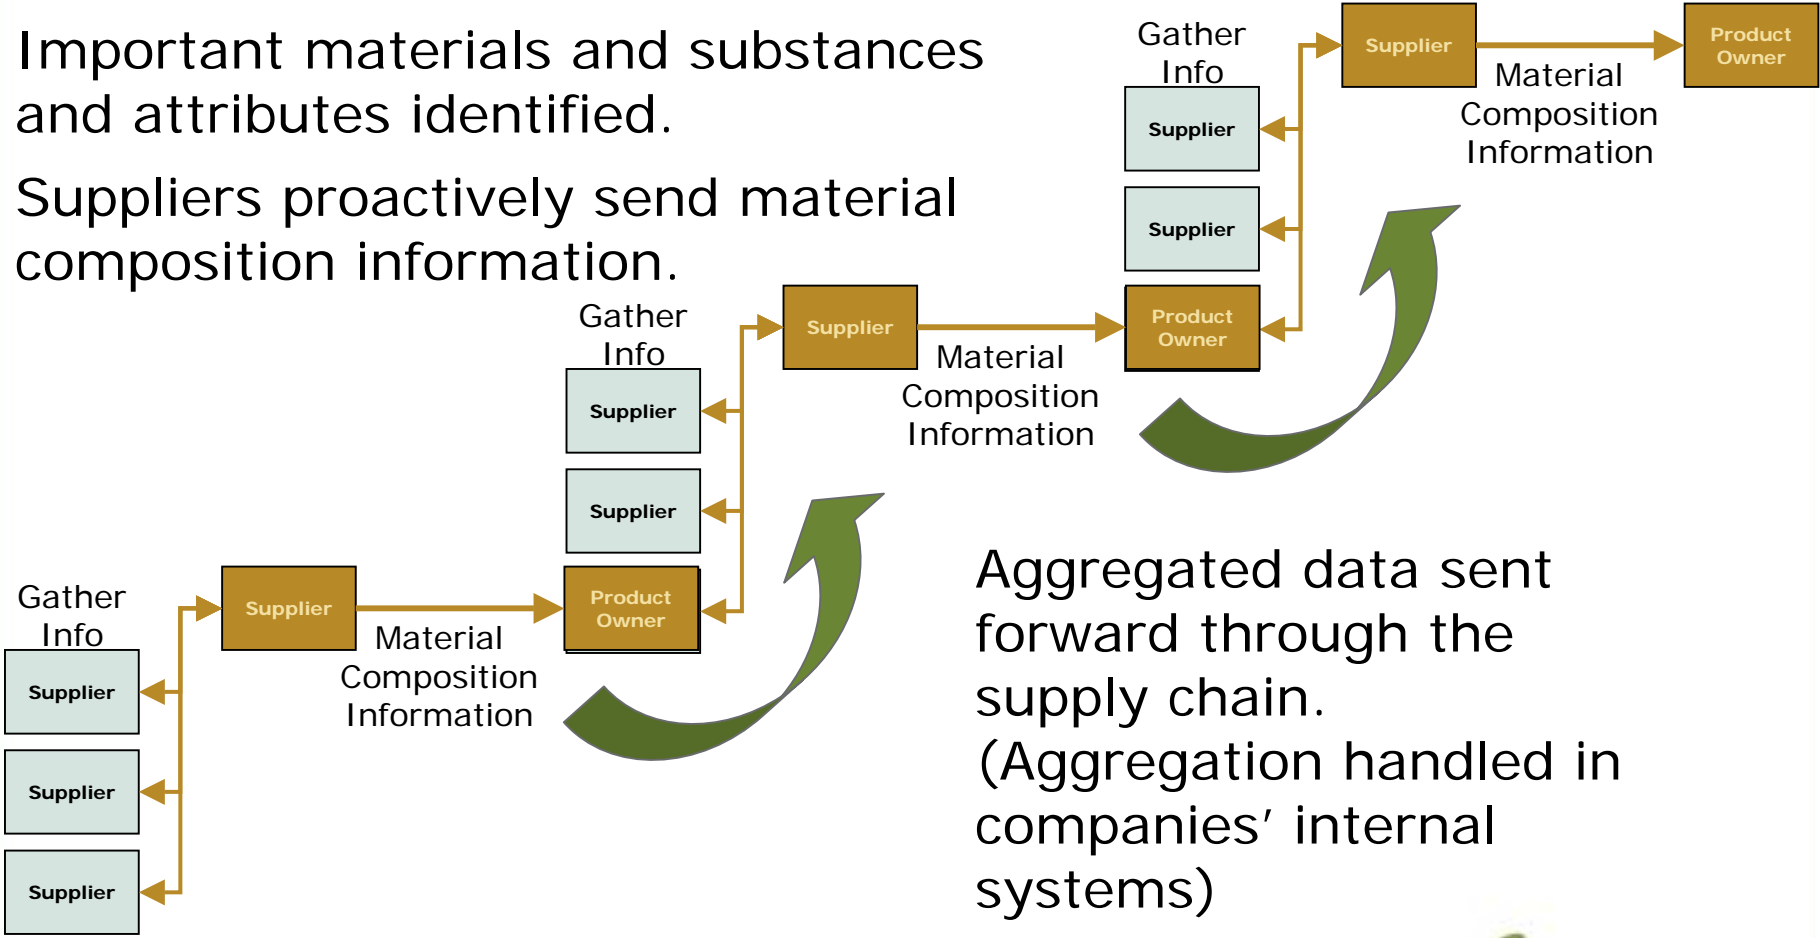 Important materials and substances
and attributes identified.
Suppliers proactively send material
composition information.
Gather
Info
Supplier
Supplier
Supplier
Material
Composition
Information
Product
Owner
Gather
Info
Supplier
Supplier
Supplier
Material
Composition
Information
Product
Owner
Gather
Info
Supplier
Supplier
Supplier
Supplier
Material
Composition
Information
Product
Owner
Aggregated data sent
forward through the
supply chain.
(Aggregation handled in
companies’ internal
systems)